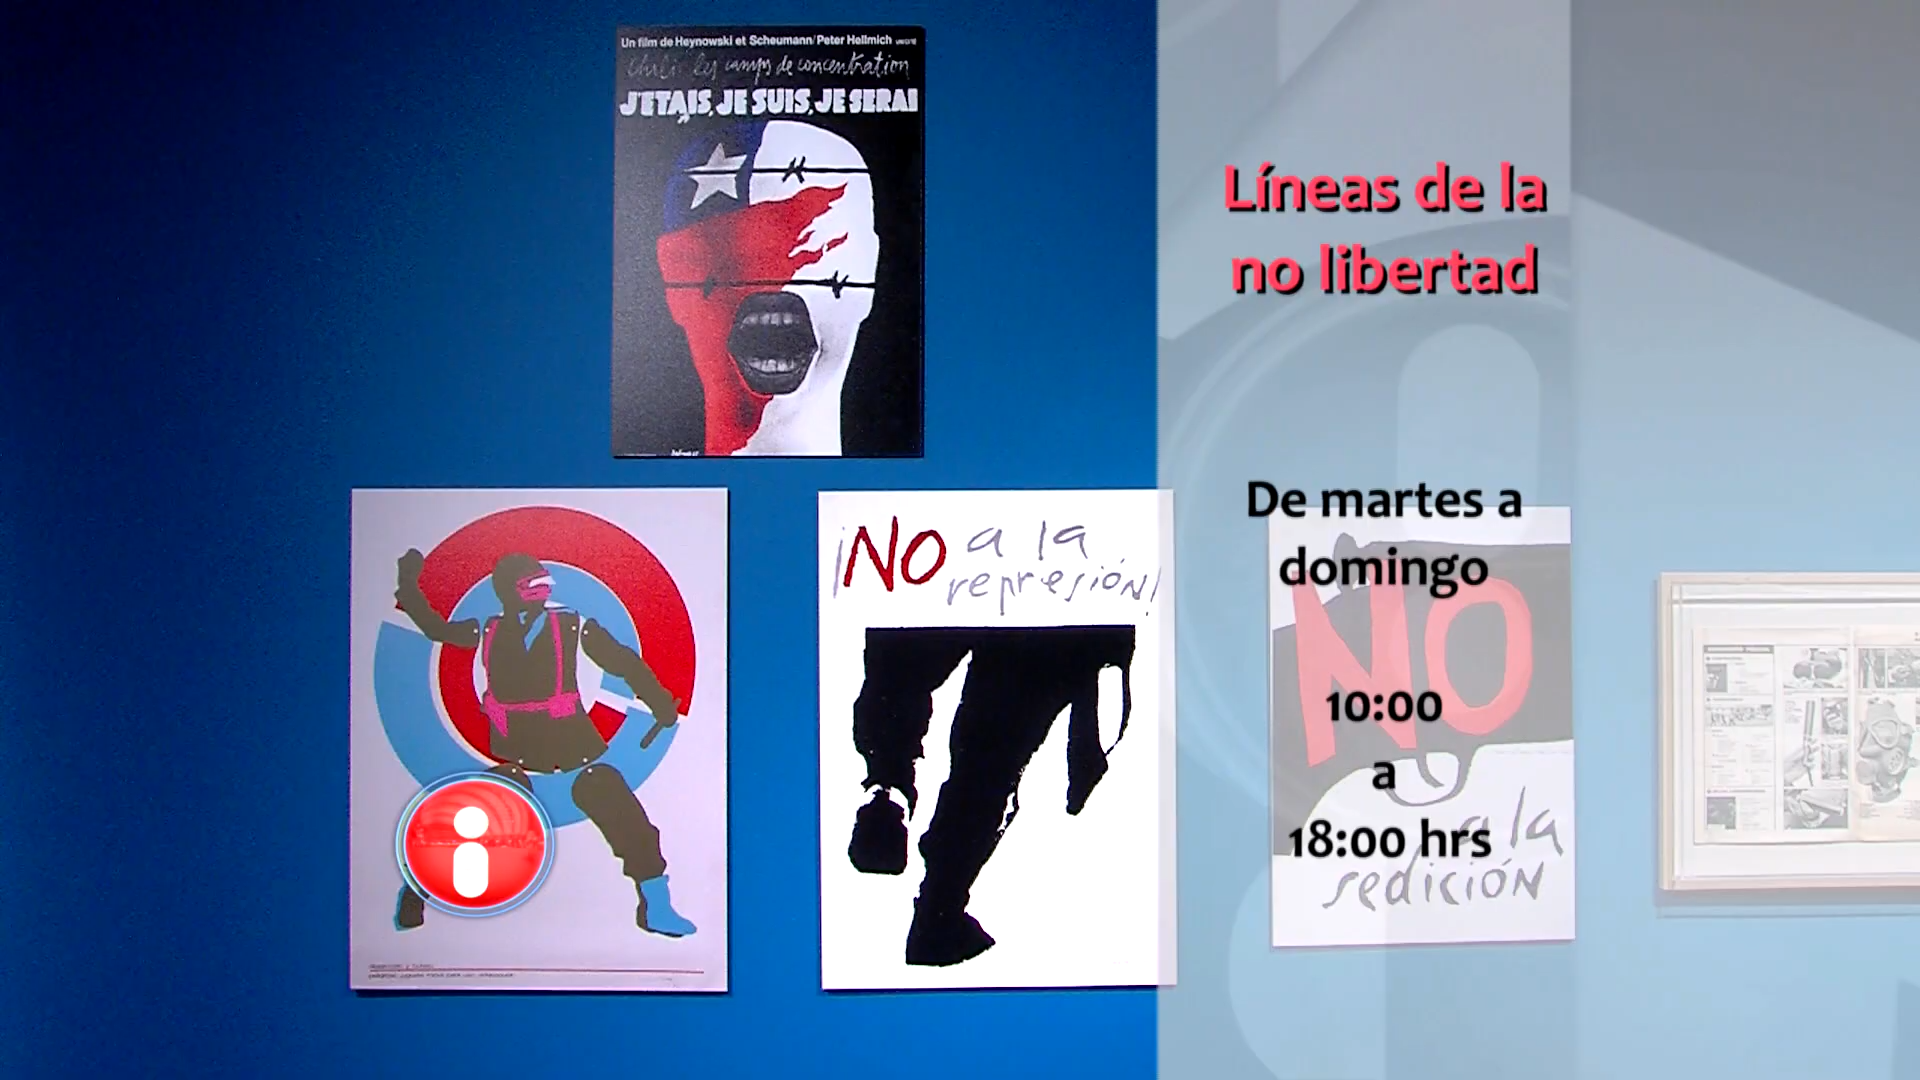 Un film de Heynowski et Scheumann/Peter Hellmich
Chili les camps de concentration
J'ETAIS, JE SUIS, JE SERAI
¡NO a la
represión!
NO
a la
sedición
Líneas de la
no libertad
De martes a
domingo
10:00
a
18:00 hrs